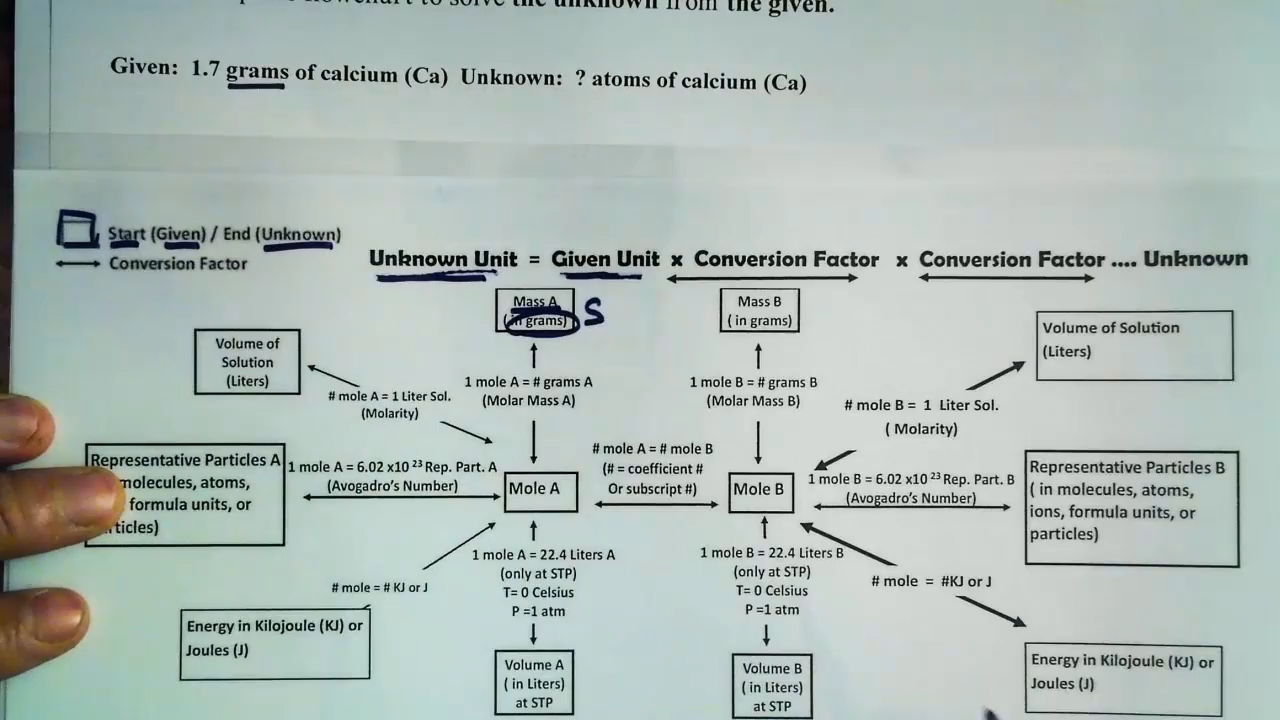 flowchart to solve the unknown from the given.
Given: 1.7 grams of calcium (Ca) Unknown: ? atoms of calcium (Ca)
Start (Given) / End (Unknown)
Conversion Factor
Unknown Unit = Given Unit x Conversion Factor x Conversion Factor .... Unknown
Mass A
(in grams)
S
Mass B
( in grams)
Volume of
Solution
(Liters)
Volume of Solution
(Liters)
1 mole A = # grams A
(Molar Mass A)
1 mole B = # grams B
(Molar Mass B)
# mole A = 1 Liter Sol.
(Molarity)
# mole B = 1 Liter Sol.
( Molarity)
Representative Particles A
molecules, atoms,
formula units, or
1 mole A = 6.02 x10 23 Rep. Part. A
(Avogadro's Number)
Mole A
# mole A = # mole B
(# = coefficient #
Or subscript #)
Mole B
1 mole B = 6.02 x10 23 Rep. Part. B
(Avogadro's Number)
Representative Particles B
( in molecules, atoms,
ions, formula units, or
particles)
# mole = # KJ or J
1 mole A = 22.4 Liters A
(only at STP)
T= 0 Celsius
P =1 atm
1 mole B = 22.4 Liters B
(only at STP)
T= 0 Celsius
P =1 atm
# mole = #KJ or J
Energy in Kilojoule (KJ) or
Joules (J)
Volume A
( in Liters)
at STP
Volume B
( in Liters)
at STP
Energy in Kilojoule (KJ) or
Joules (J)